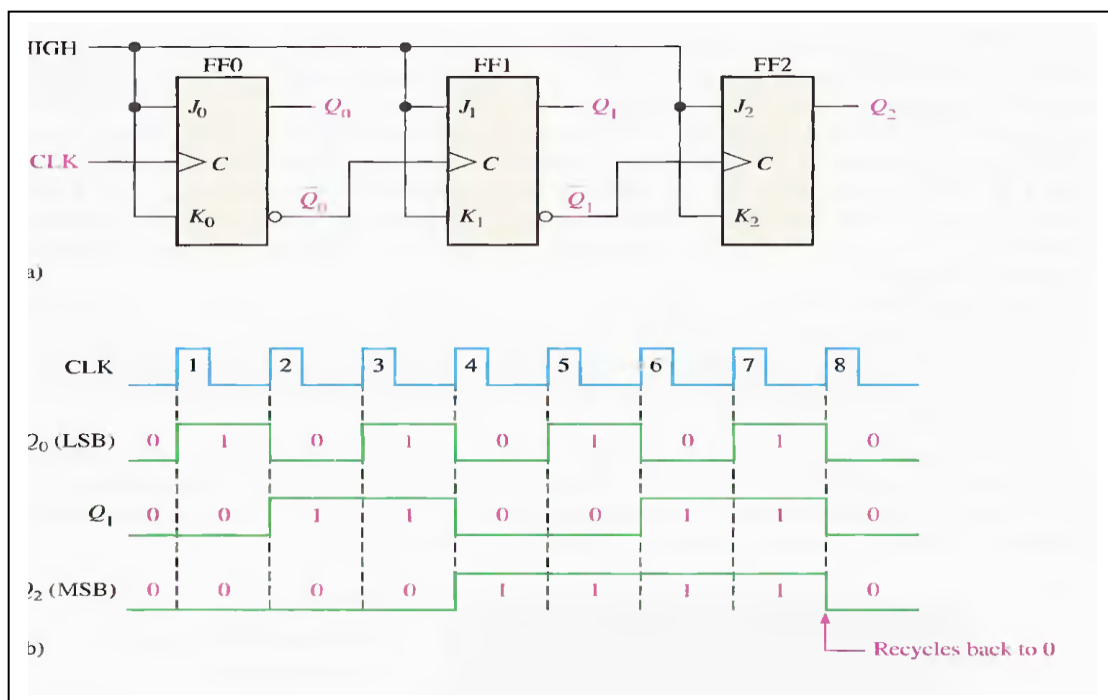 HIGH
FF0 FF1 FF2
J0 Q0 J1 Q1 J2 Q2
CLK C C C
Q̅0 Q̅1
K0 K1 K2
a)
CLK 1 2 3 4 5 6 7 8
Q0 (LSB) 0 1 0 1 0 1 0 1 0
Q1 0 0 1 1 0 0 1 1 0
Q2 (MSB) 0 0 0 0 1 1 1 1 0
b) Recycles back to 0